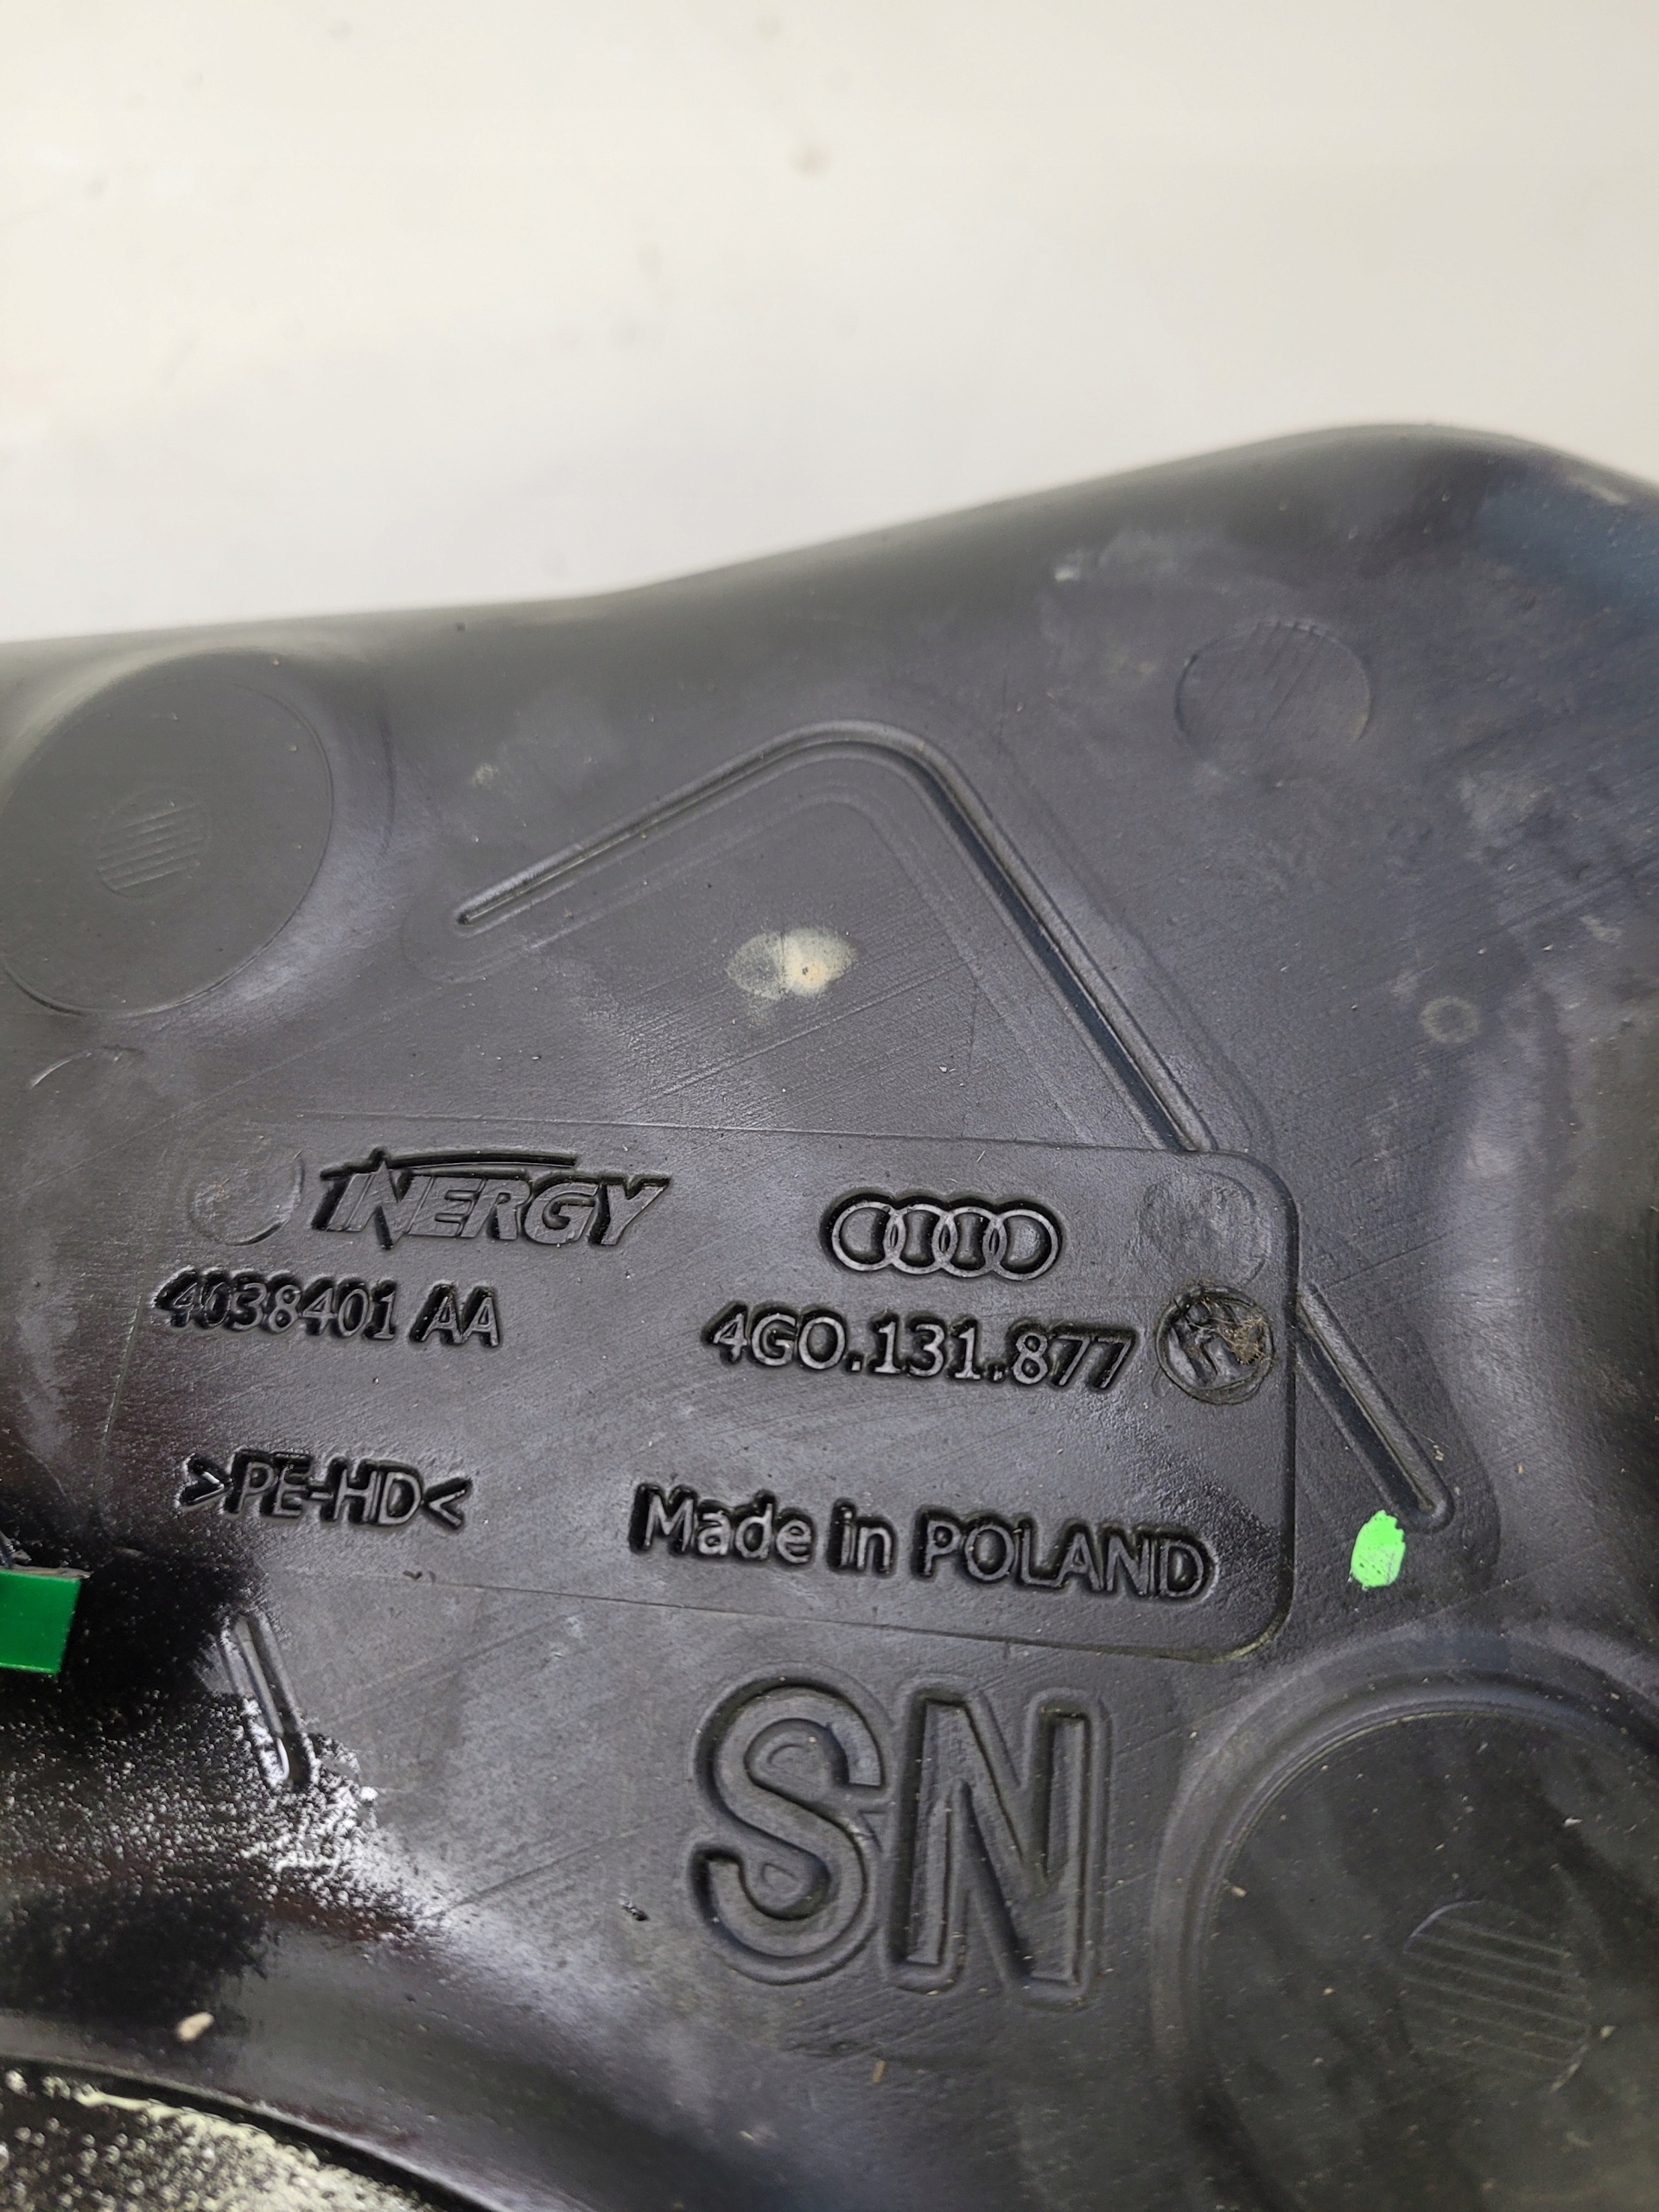 INERGY
4038401 AA
4G0.131.877
>PE-HD<
Made in POLAND
SN